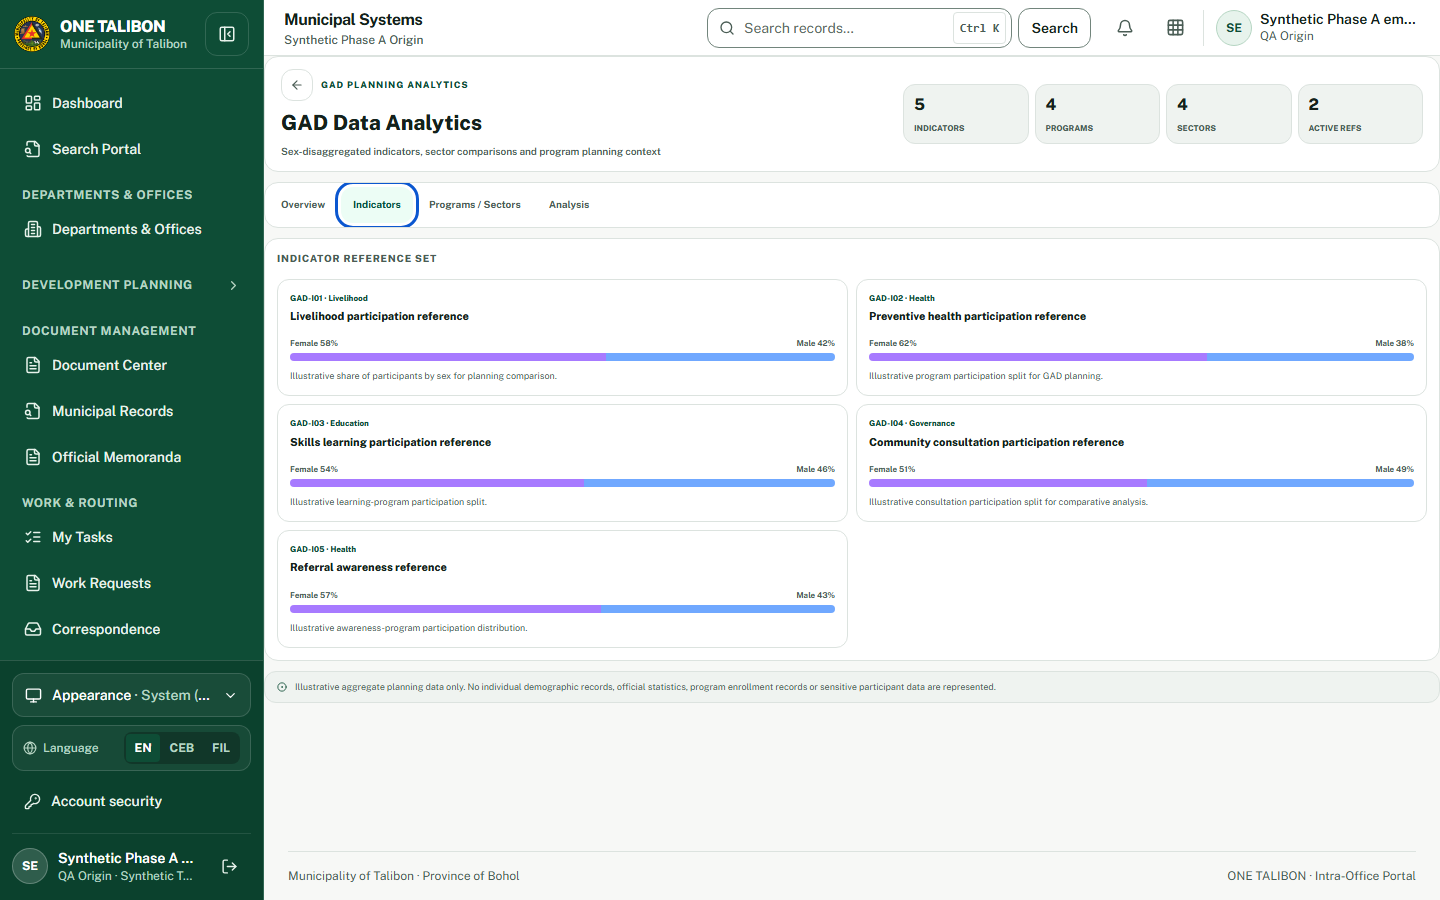 ONE TALIBON
Municipality of Talibon
Dashboard
Search Portal
DEPARTMENTS & OFFICES
Departments & Offices
DEVELOPMENT PLANNING
DOCUMENT MANAGEMENT
Document Center
Municipal Records
Official Memoranda
WORK & ROUTING
My Tasks
Work Requests
Correspondence
Appearance · System (...
Language EN CEB FIL
Account security
SE Synthetic Phase A ...
QA Origin · Synthetic T...
Municipal Systems
Synthetic Phase A Origin
Search records... Ctrl K Search
SE Synthetic Phase A em...
QA Origin
GAD PLANNING ANALYTICS
GAD Data Analytics
Sex-disaggregated indicators, sector comparisons and program planning context
5 INDICATORS
4 PROGRAMS
4 SECTORS
2 ACTIVE REFS
Overview Indicators Programs / Sectors Analysis
INDICATOR REFERENCE SET
GAD-I01 · Livelihood
Livelihood participation reference
Female 58% Male 42%
Illustrative share of participants by sex for planning comparison.
GAD-I02 · Health
Preventive health participation reference
Female 62% Male 38%
Illustrative program participation split for GAD planning.
GAD-I03 · Education
Skills learning participation reference
Female 54% Male 46%
Illustrative learning-program participation split.
GAD-I04 · Governance
Community consultation participation reference
Female 51% Male 49%
Illustrative consultation participation split for comparative analysis.
GAD-I05 · Health
Referral awareness reference
Female 57% Male 43%
Illustrative awareness-program participation distribution.
Illustrative aggregate planning data only. No individual demographic records, official statistics, program enrollment records or sensitive participant data are represented.
Municipality of Talibon · Province of Bohol
ONE TALIBON · Intra-Office Portal